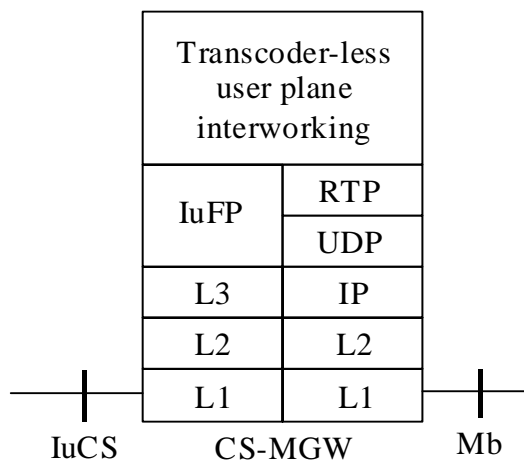 Transcoder-less
user plane
interworking
IuFP
RTP
UDP
L3
IP
L2
L2
L1
L1
IuCS
CS-MGW
Mb